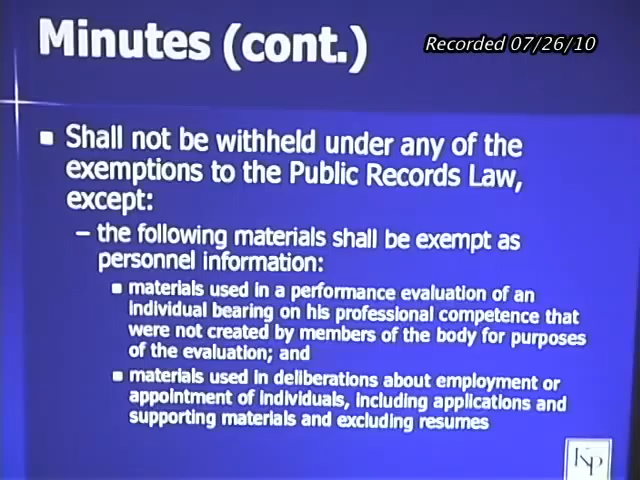 Minutes (cont.)
Recorded 07/26/10
■ Shall not be withheld under any of the
exemptions to the Public Records Law,
except:
– the following materials shall be exempt as
personnel information:
■ materials used in a performance evaluation of an
individual bearing on his professional competence that
were not created by members of the body for purposes
of the evaluation; and
■ materials used in deliberations about employment or
appointment of individuals, including applications and
supporting materials and excluding resumes
KP